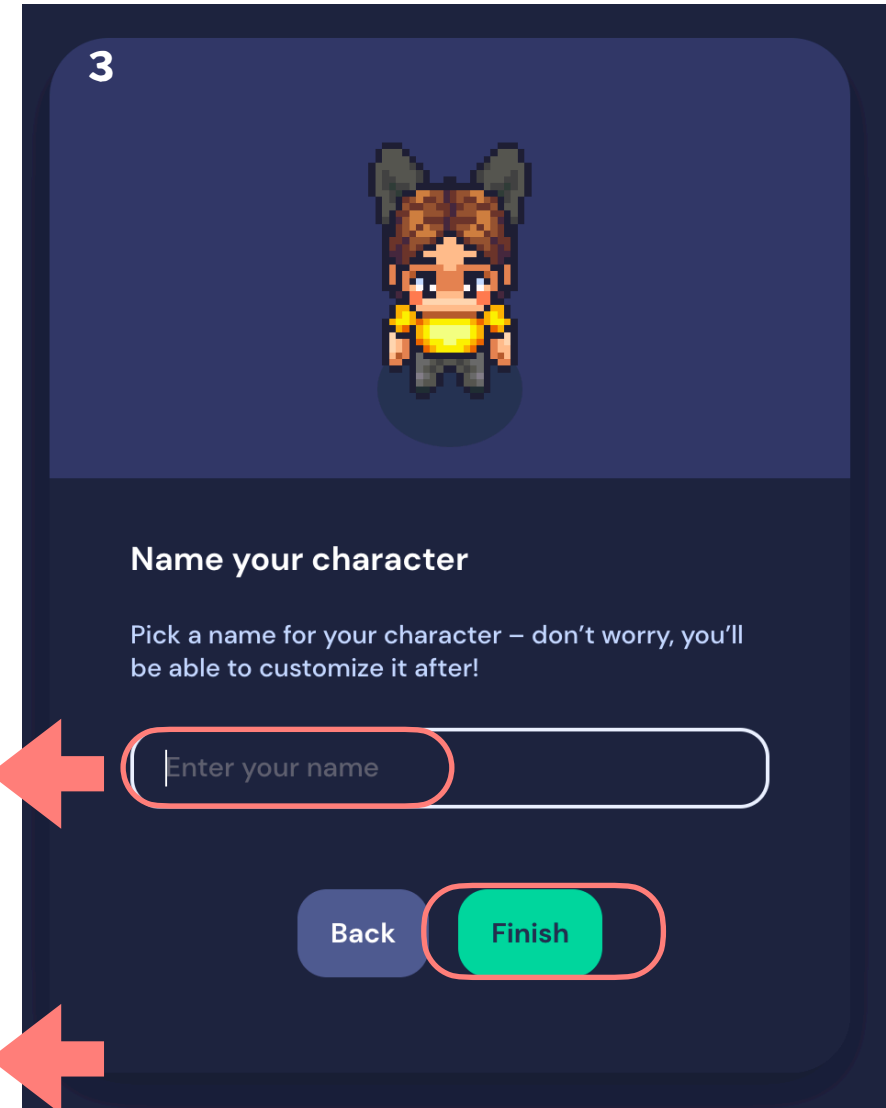 3
Name your character
Pick a name for your character – don’t worry, you’ll
be able to customize it after!
Enter your name
Back
Finish